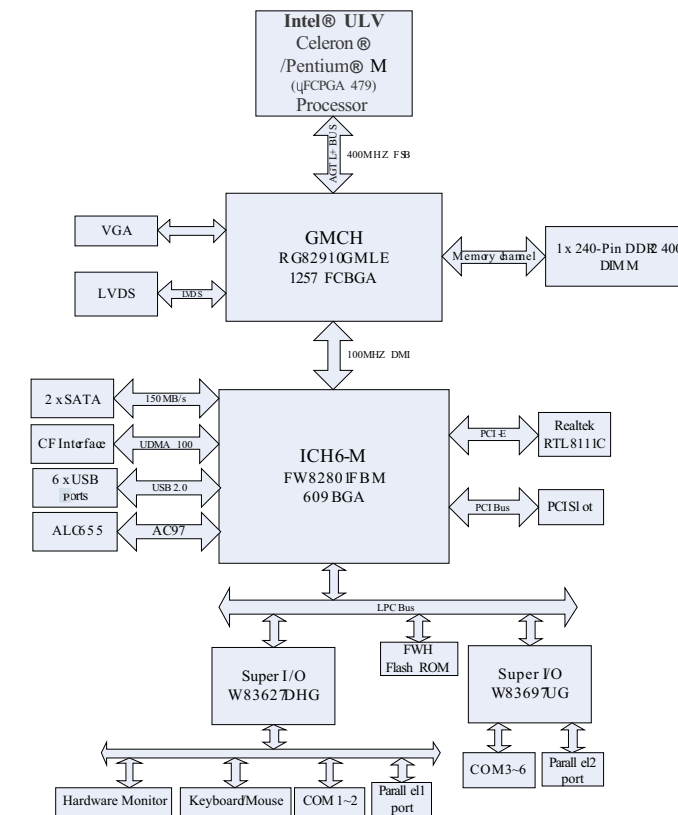 Intel® ULV
Celeron ®
/Pentium® M
(μFCPGA 479)
Processor
AGTL+ BUS
400MHZ FSB
VGA
GMCH
RG82910GMLE
1257 FCBGA
Memory channel
1 x 240-Pin DDR2 400
DIMM
LVDS
LVDS
100MHZ DMI
2 x SATA
150MB/s
CF Interface
UDMA 100
6 x USB
Ports
USB 2.0
ALC655
AC97
ICH6-M
FW82801FBM
609 BGA
PCI-E
Realtek
RTL8111C
PCI Bus
PCI Slot
LPC Bus
Super I/O
W83627DHG
FWH
Flash ROM
Super I/O
W83697UG
COM3~6
Parallel2
port
Hardware Monitor
Keyboard/Mouse
COM 1~2
Parallel1
port